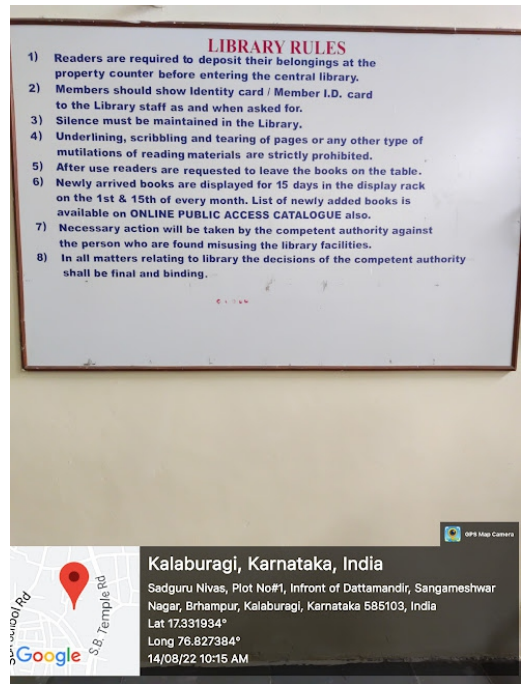 LIBRARY RULES
1) Readers are required to deposit their belongings at the
property counter before entering the central library.
2) Members should show Identity card / Member I.D. card
to the Library staff as and when asked for.
3) Silence must be maintained in the Library.
4) Underlining, scribbling and tearing of pages or any other type of
mutilations of reading materials are strictly prohibited.
5) After use readers are requested to leave the books on the table.
6) Newly arrived books are displayed for 15 days in the display rack
on the 1st & 15th of every month. List of newly added books is
available on ONLINE PUBLIC ACCESS CATALOGUE also.
7) Necessary action will be taken by the competent authority against
the person who are found misusing the library facilities.
8) In all matters relating to library the decisions of the competent authority
shall be final and binding.
GPS Map Camera
Kalaburagi, Karnataka, India
Sadguru Nivas, Plot No#1, Infront of Dattamandir, Sangameshwar
Nagar, Brhampur, Kalaburagi, Karnataka 585103, India
Lat 17.331934°
Long 76.827384°
14/08/22 10:15 AM
Rd
S.B. Temple Rd
Google